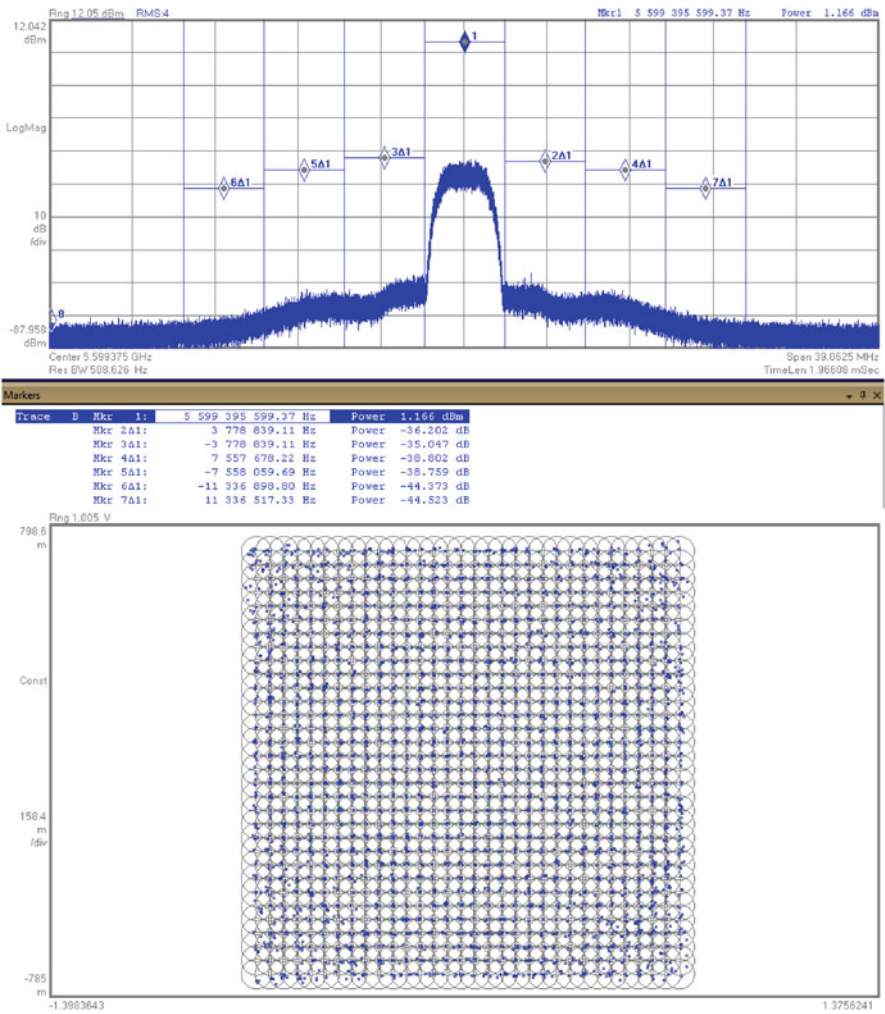 Rng 12.05 dBm RMS:4 Mkr1 5 599 395 599.37 Hz Power 1.166 dBm
12.042
dBm
1
LogMag
6Δ1 5Δ1 3Δ1 2Δ1 4Δ1 7Δ1
10
dB
/div
8
-87.958
dBm
Center 5.599375 GHz Span 39.0625 MHz
Res BW 508.626 Hz TimeLen 1.96608 mSec
Markers
Trace B Mkr 1: 5 599 395 599.37 Hz Power 1.166 dBm
Mkr 2Δ1: 3 778 839.11 Hz Power -36.202 dB
Mkr 3Δ1: -3 778 839.11 Hz Power -35.047 dB
Mkr 4Δ1: 7 557 678.22 Hz Power -38.802 dB
Mkr 5Δ1: -7 558 059.69 Hz Power -38.759 dB
Mkr 6Δ1: -11 336 898.80 Hz Power -44.373 dB
Mkr 7Δ1: 11 336 517.33 Hz Power -44.523 dB
Rng 1.005 V
798.6
m
Const
158.4
m
/div
-785
m
-1.3983643 1.3756241